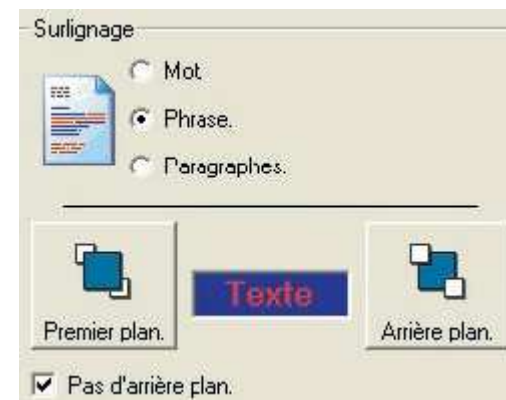 Surlignage
Mot.
Phrase.
Paragraphes.
Texte
Premier plan.
Arrière plan.
Pas d'arrière plan.